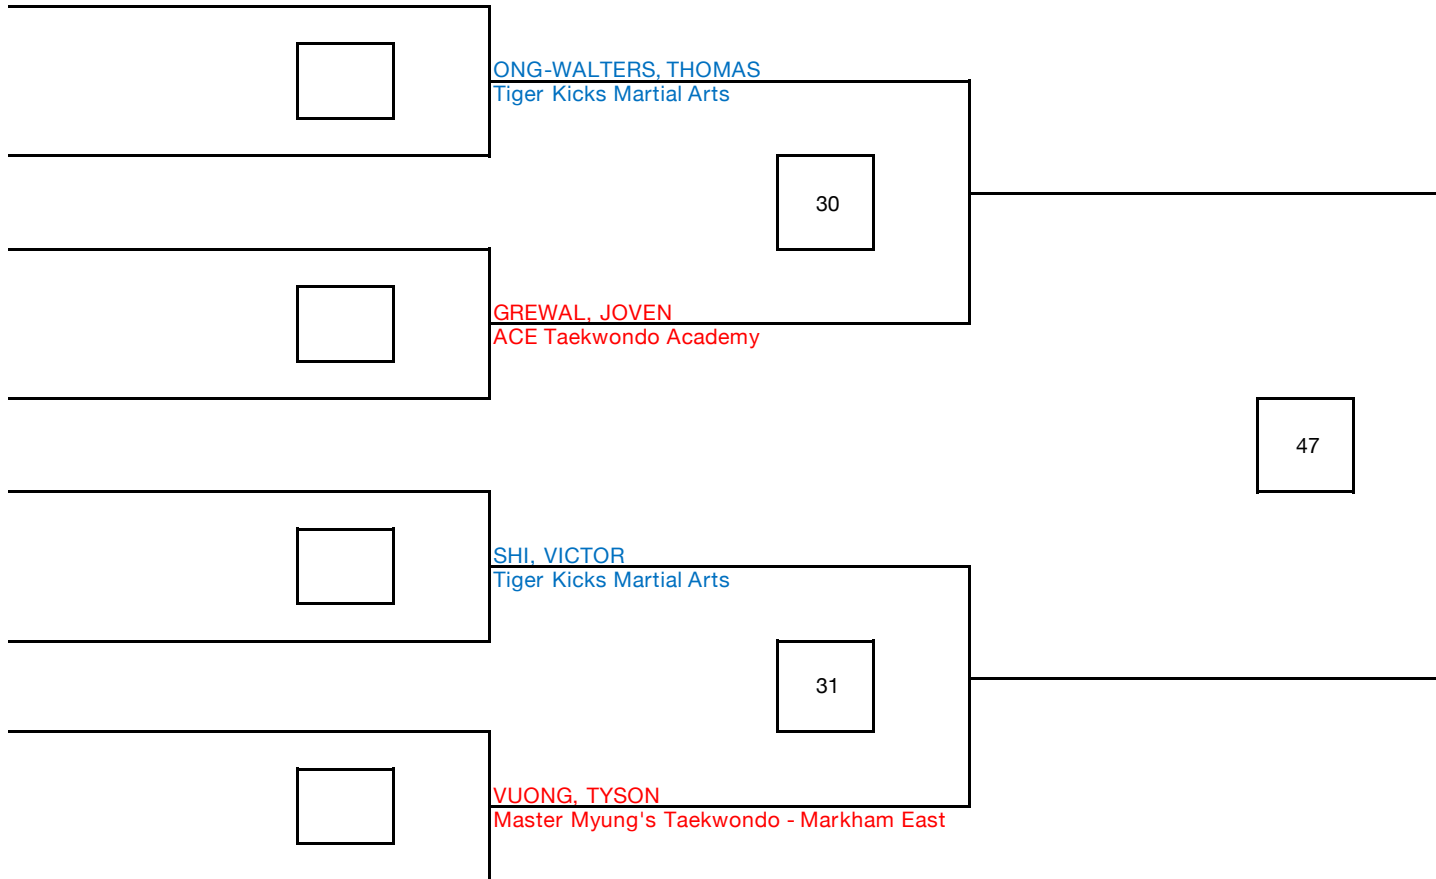 ONG-WALTERS, THOMAS
Tiger Kicks Martial Arts
30
GREWAL, JOVEN
ACE Taekwondo Academy
47
SHI, VICTOR
Tiger Kicks Martial Arts
31
VUONG, TYSON
Master Myung's Taekwondo - Markham East